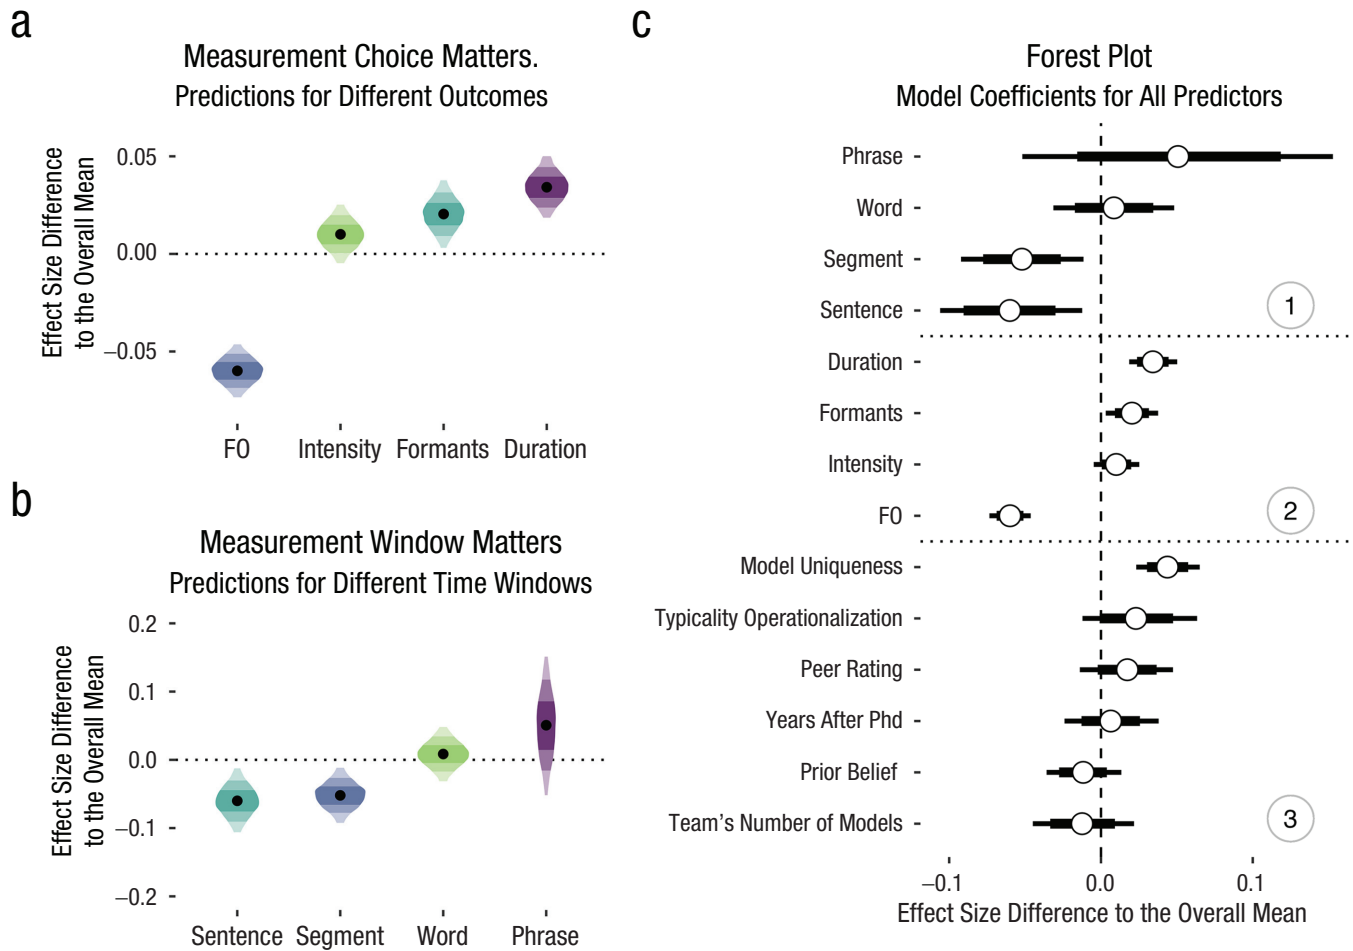 a
Measurement Choice Matters.
Predictions for Different Outcomes
Effect Size Difference
to the Overall Mean
0.05
0.00
−0.05
FO
Intensity
Formants
Duration
b
Measurement Window Matters
Predictions for Different Time Windows
Effect Size Difference
to the Overall Mean
0.2
0.1
0.0
−0.1
−0.2
Sentence
Segment
Word
Phrase
c
Forest Plot
Model Coefficients for All Predictors
Phrase
Word
Segment
Sentence
1
Duration
Formants
Intensity
FO
2
Model Uniqueness
Typicality Operationalization
Peer Rating
Years After Phd
Prior Belief
Team’s Number of Models
3
−0.1
0.0
0.1
Effect Size Difference to the Overall Mean